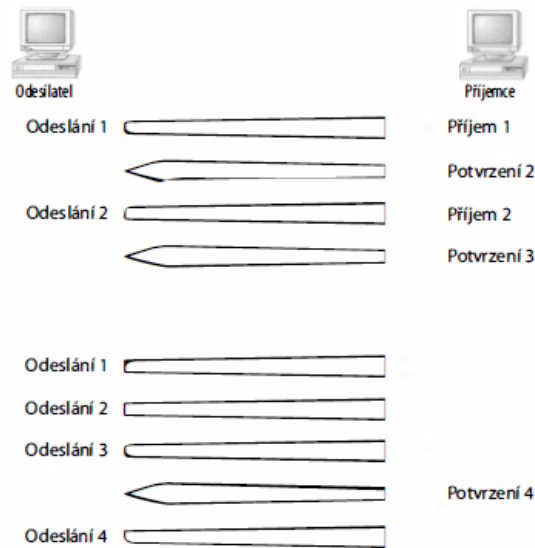 Odesílatel Příjemce
Odeslání 1 Příjem 1
Potvrzení 2
Odeslání 2 Příjem 2
Potvrzení 3
Odeslání 1
Odeslání 2
Odeslání 3
Potvrzení 4
Odeslání 4